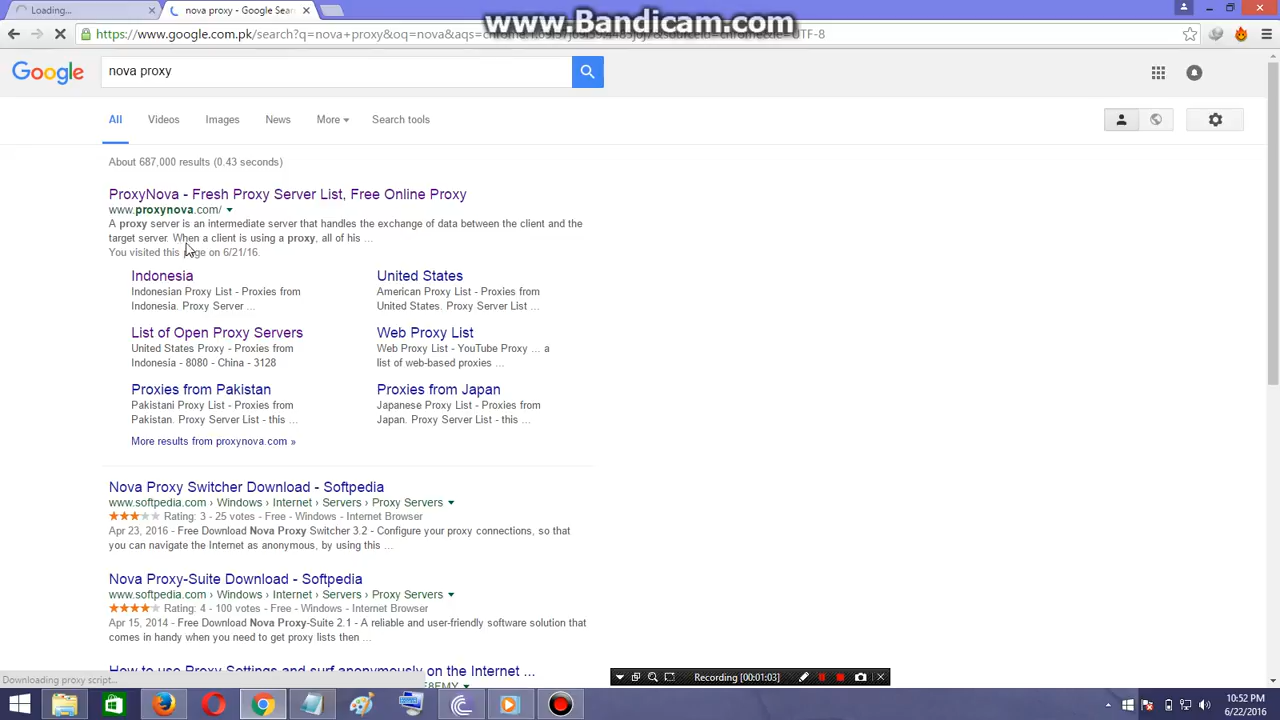 www.Bandicam.com
Loading...
nova proxy - Google Sear
https://www.google.com.pk/search?q=nova+proxy&oq=nova&aqs=
UTF-8
Google
nova proxy
All
Videos
Images
News
More
Search tools
About 687,000 results (0.43 seconds)
ProxyNova - Fresh Proxy Server List, Free Online Proxy
www.proxynova.com/
A proxy server is an intermediate server that handles the exchange of data between the client and the
target server. When a client is using a proxy, all of his ...
You visited this page on 6/21/16.
Indonesia
Indonesian Proxy List - Proxies from
Indonesia. Proxy Server ...
United States
American Proxy List - Proxies from
United States. Proxy Server List ...
List of Open Proxy Servers
United States Proxy - Proxies from
Indonesia - 8080 - China - 3128
Web Proxy List
Web Proxy List - YouTube Proxy ... a
list of web-based proxies ...
Proxies from Pakistan
Pakistani Proxy List - Proxies from
Pakistan. Proxy Server List - this ...
Proxies from Japan
Japanese Proxy List - Proxies from
Japan. Proxy Server List - this ...
More results from proxynova.com »
Nova Proxy Switcher Download - Softpedia
www.softpedia.com › Windows › Internet › Servers › Proxy Servers
Rating: 3 - 25 votes - Free - Windows - Internet Browser
Apr 23, 2016 - Free Download Nova Proxy Switcher 3.2 - Configure your proxy connections, so that
you can navigate the Internet as anonymous, by using this ...
Nova Proxy-Suite Download - Softpedia
www.softpedia.com › Windows › Internet › Servers › Proxy Servers
Rating: 4 - 100 votes - Free - Windows - Internet Browser
Apr 15, 2014 - Free Download Nova Proxy-Suite 2.1 - A reliable and user-friendly software solution that
comes in handy when you need to get proxy lists then ...
How to use Proxy Settings and surf anonymously on the Internet ...
Downloading proxy script...
Recording [00:01:03]
10:52 PM
6/22/2016